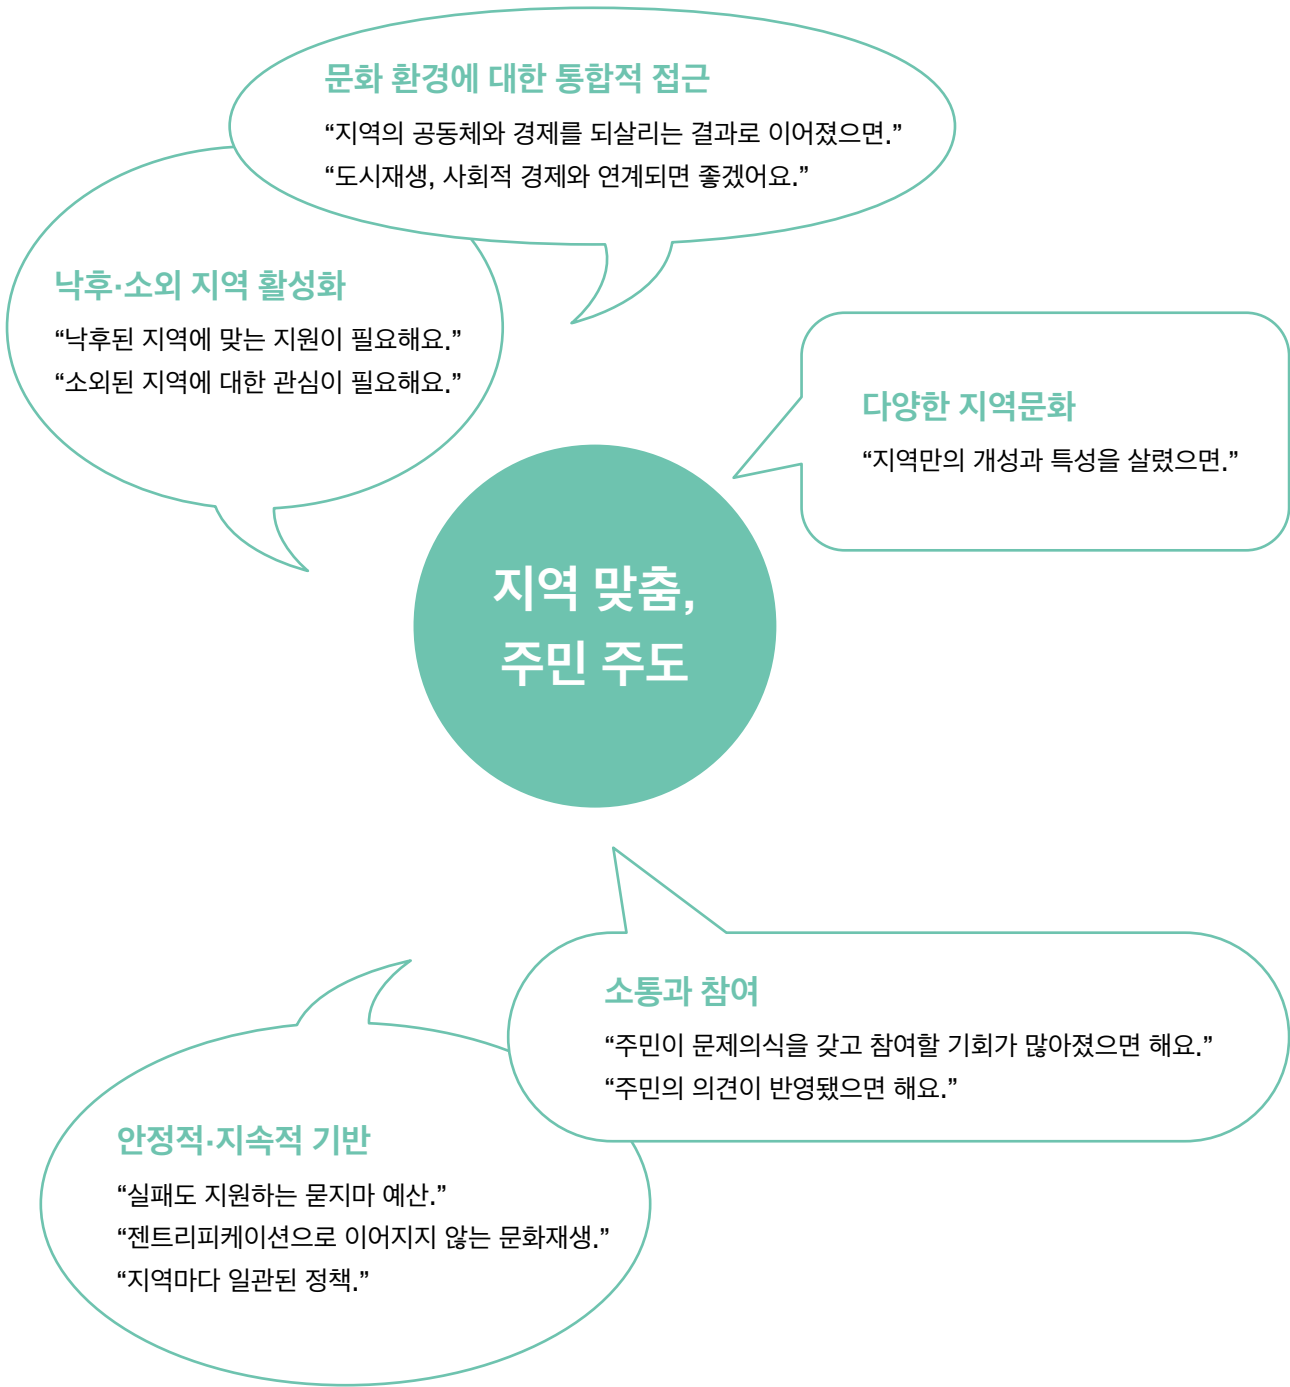 문화 환경에 대한 통합적 접근
“지역의 공동체와 경제를 되살리는 결과로 이어졌으면.”
“도시재생, 사회적 경제와 연계되면 좋겠어요.”
낙후·소외 지역 활성화
“낙후된 지역에 맞는 지원이 필요해요.”
“소외된 지역에 대한 관심이 필요해요.”
다양한 지역문화
“지역만의 개성과 특성을 살렸으면.”
지역 맞춤,
주민 주도
소통과 참여
“주민이 문제의식을 갖고 참여할 기회가 많아졌으면 해요.”
“주민의 의견이 반영됐으면 해요.”
안정적·지속적 기반
“실패도 지원하는 묻지마 예산.”
“젠트리피케이션으로 이어지지 않는 문화재생.”
“지역마다 일관된 정책.”